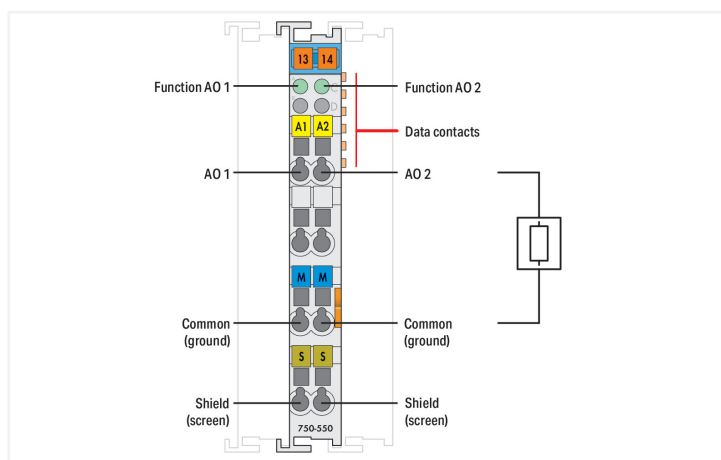 13 14
Function AO 1
C
Function AO 2
D
Data contacts
A1 A2
AO 1
AO 2
M M
Common
(ground)
Common
(ground)
S S
Shield
(screen)
Shield
(screen)
750-550